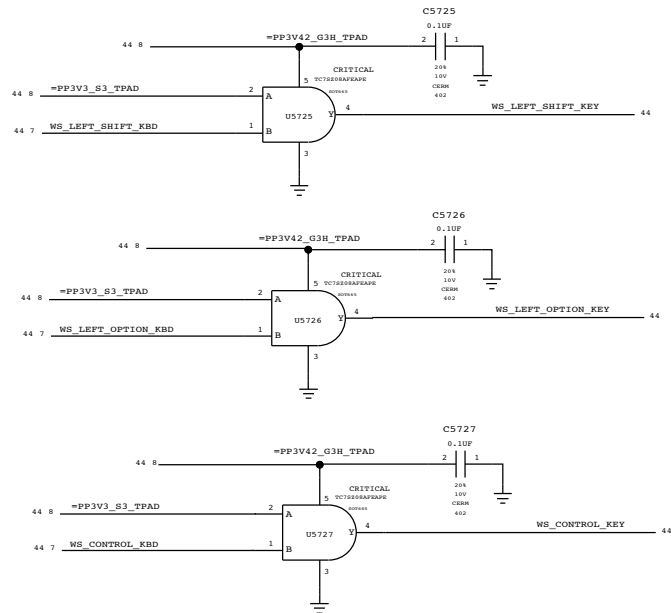 C5725
0.1UF
=PP3V42_G3H_TPAD
44 8
2 1
20%
10V
CERM
402
5 CRITICAL
TC7SZ08AFEAPE
SOT665
44 8 =PP3V3_S3_TPAD 2 A
U5725 Y 4 WS_LEFT_SHIFT_KEY 44
44 7 WS_LEFT_SHIFT_KBD 1 B
3
C5726
0.1UF
=PP3V42_G3H_TPAD
44 8
2 1
20%
10V
CERM
402
CRITICAL
5 TC7SZ08AFEAPE
SOT665
44 8 =PP3V3_S3_TPAD 2 A
U5726 Y 4 WS_LEFT_OPTION_KEY 44
44 7 WS_LEFT_OPTION_KBD 1 B
3
C5727
0.1UF
=PP3V42_G3H_TPAD
44 8
2 1
20%
10V
CERM
402
CRITICAL
5 TC7SZ08AFEAPE
SOT665
44 8 =PP3V3_S3_TPAD 2 A
U5727 Y 4 WS_CONTROL_KEY 44
44 7 WS_CONTROL_KBD 1 B
3